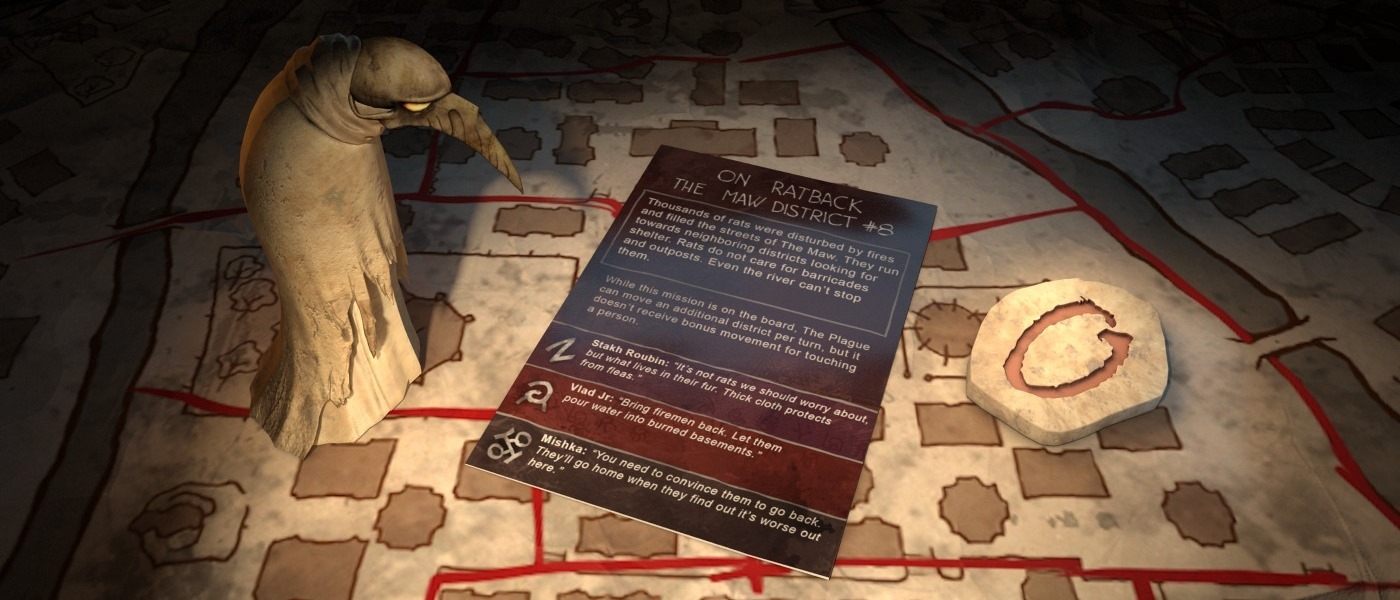 ON RATBACK
THE MAW DISTRICT #8
Thousands of rats were disturbed by fires
and filled the streets of The Maw. They run
towards neighboring districts looking for
shelter. Rats do not care for barricades
and outposts. Even the river can't stop
them.
While this mission is on the board, The Plague
can move an additional district per turn, but it
doesn't receive bonus movement for touching
a person.
Stakh Roubin: "It's not rats we should worry about,
but what lives in their fur. Thick cloth protects
from fleas."
Vlad Jr: "Bring firemen back. Let them
pour water into burned basements."
Mishka: "You need to convince them to go back.
They'll go home when they find out it's worse out
here."